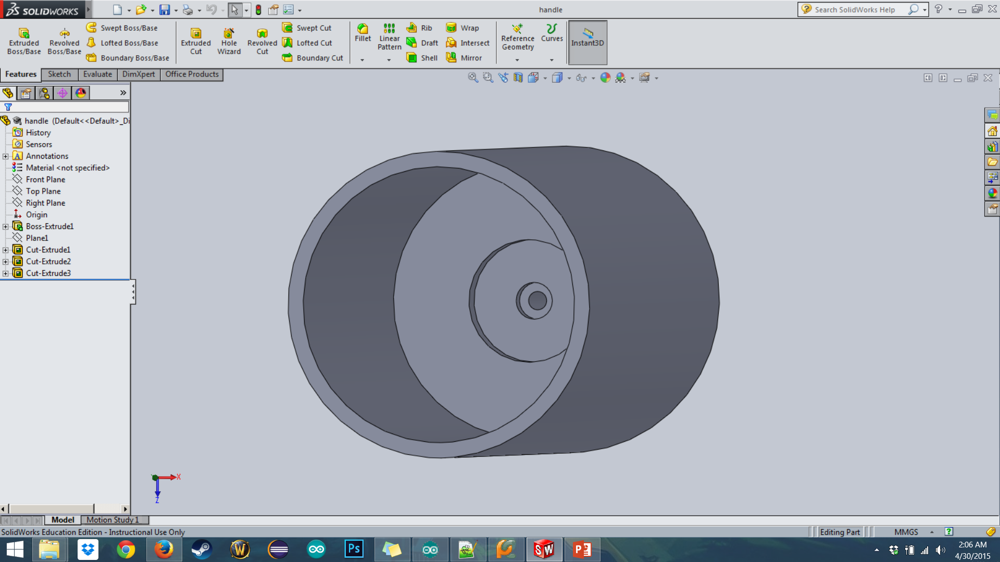 SOLIDWORKS
handle
Search SolidWorks Help
Extruded Boss/Base
Revolved Boss/Base
Swept Boss/Base
Lofted Boss/Base
Boundary Boss/Base
Extruded Cut
Hole Wizard
Revolved Cut
Swept Cut
Lofted Cut
Boundary Cut
Fillet
Linear Pattern
Rib
Draft
Shell
Wrap
Intersect
Mirror
Reference Geometry
Curves
Instant3D
Features
Sketch
Evaluate
DimXpert
Office Products
handle (Default<<Default>_Di
History
Sensors
Annotations
Material <not specified>
Front Plane
Top Plane
Right Plane
Origin
Boss-Extrude1
Plane1
Cut-Extrude1
Cut-Extrude2
Cut-Extrude3
X
Z
Model
Motion Study 1
SolidWorks Education Edition - Instructional Use Only
Editing Part
MMGS
Ps
SW
P
2:06 AM
4/30/2015